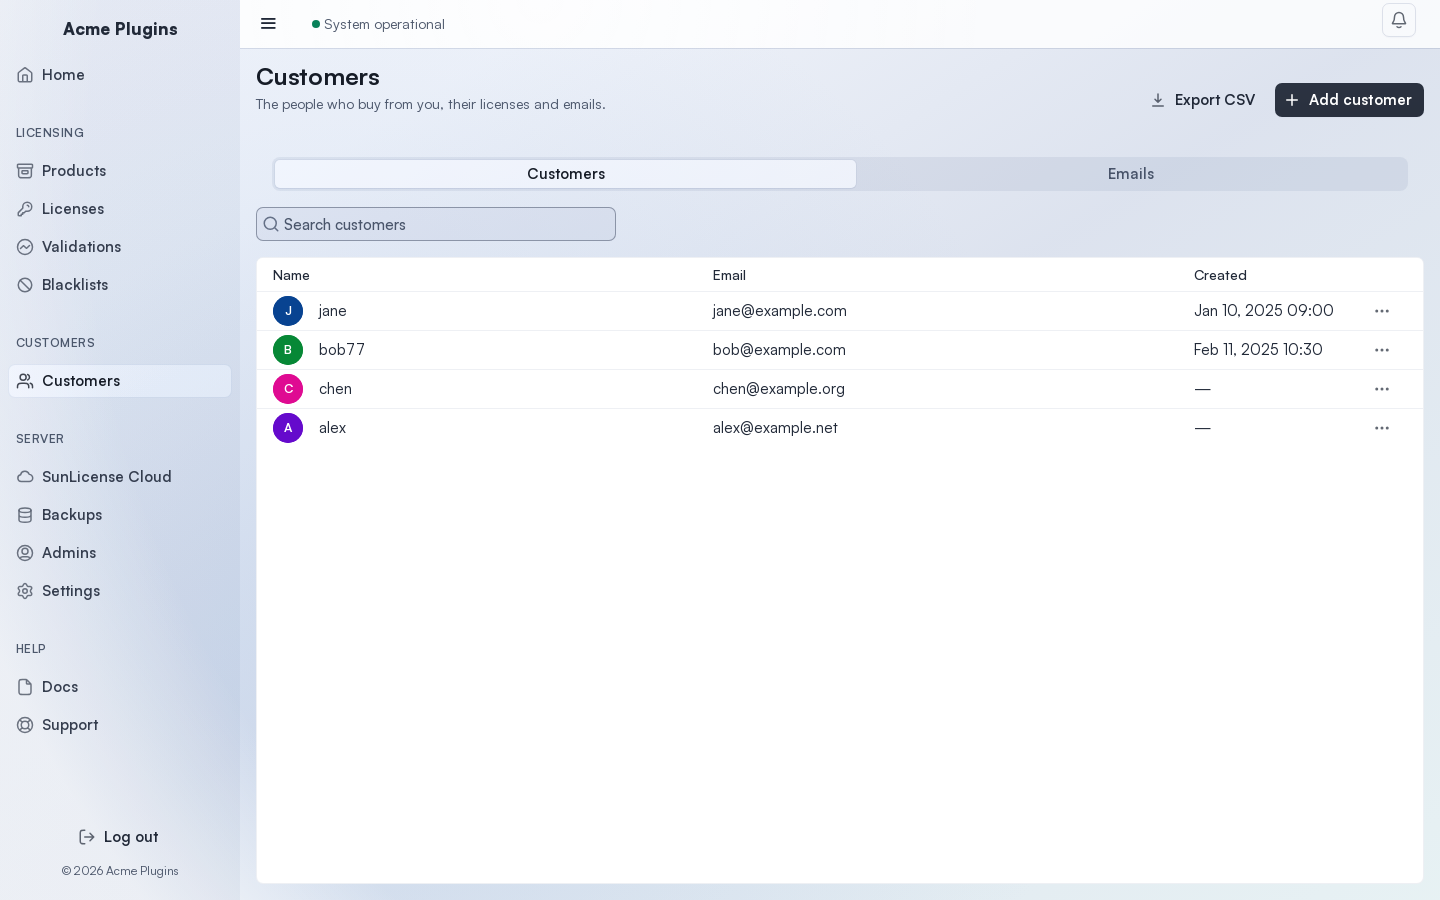 Acme Plugins
Home
LICENSING
Products
Licenses
Validations
Blacklists
CUSTOMERS
Customers
SERVER
SunLicense Cloud
Backups
Admins
Settings
HELP
Docs
Support
Log out
© 2026 Acme Plugins
System operational
Customers
The people who buy from you, their licenses and emails.
Export CSV
Add customer
Customers Emails
Search customers
Name Email Created
J jane jane@example.com Jan 10, 2025 09:00
B bob77 bob@example.com Feb 11, 2025 10:30
C chen chen@example.org —
A alex alex@example.net —